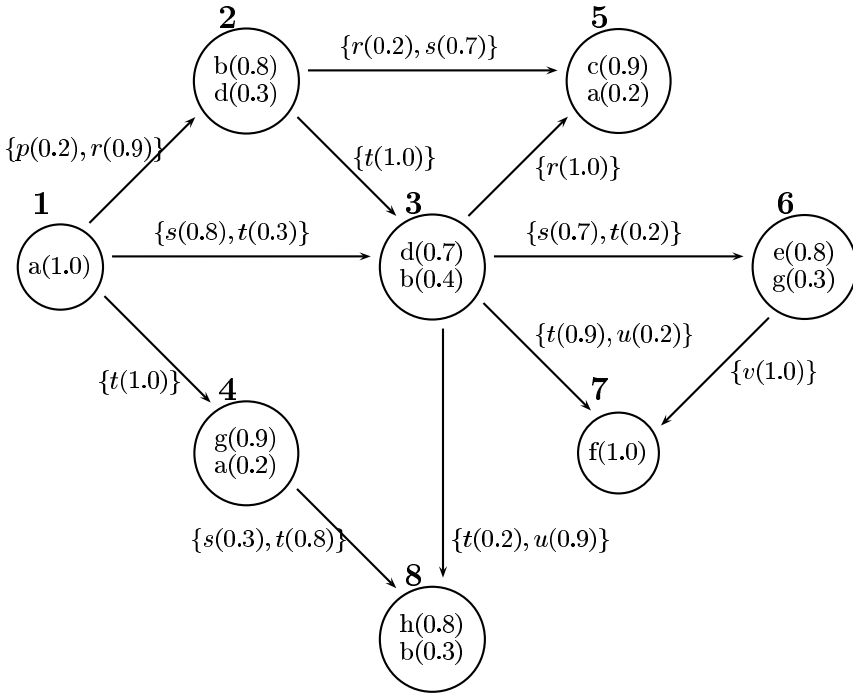 2
5
b(0.8)
d(0.3)
{r(0.2), s(0.7)}
c(0.9)
a(0.2)
{p(0.2), r(0.9)}
{t(1.0)}
{r(1.0)}
1
3
6
a(1.0)
{s(0.8), t(0.3)}
d(0.7)
b(0.4)
{s(0.7), t(0.2)}
e(0.8)
g(0.3)
{t(0.9), u(0.2)}
{t(1.0)}
{v(1.0)}
4
7
g(0.9)
a(0.2)
f(1.0)
{s(0.3), t(0.8)}
{t(0.2), u(0.9)}
8
h(0.8)
b(0.3)